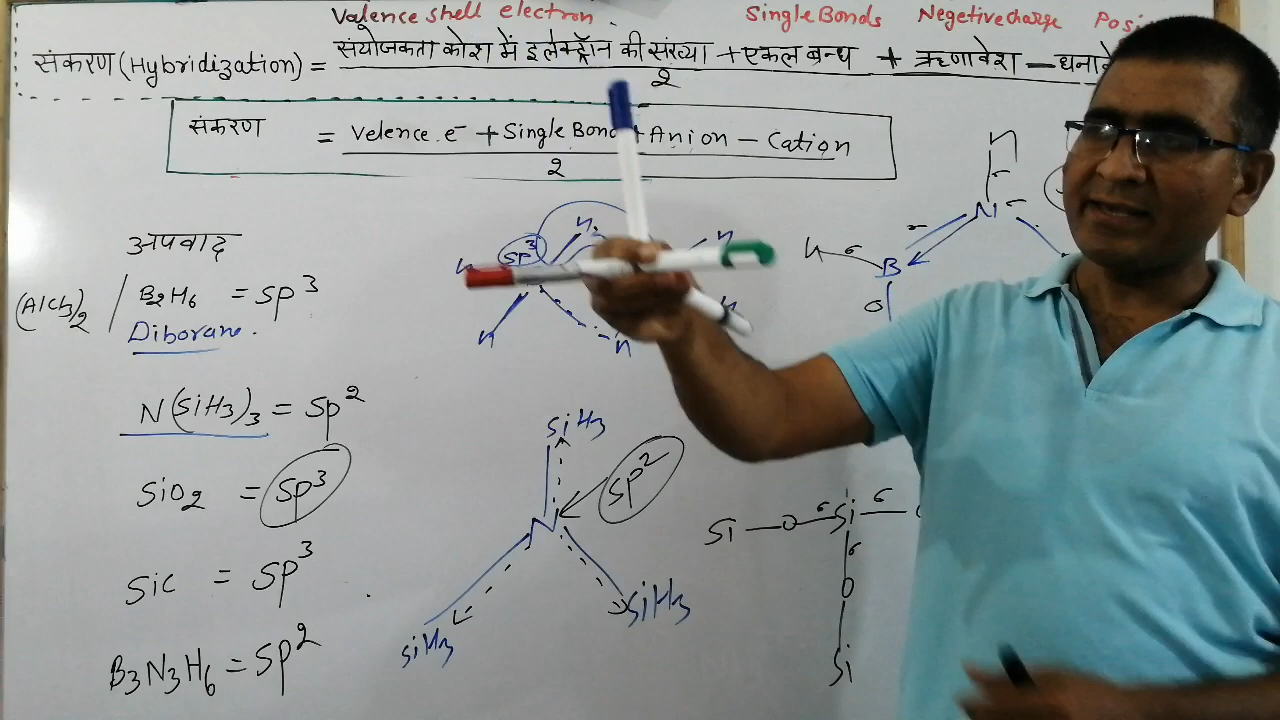 Valence shell electron. Single Bonds Negetive charge
संकरण (Hybridization) = संयोजकता कोश में इलेक्ट्रॉन की संख्या + एकल बन्ध + ऋणावेश —
2
संकरण = Velence. e⁻ + Single Bond + Anion — Cation
2
अपवाद
(AlCl3)2 / B2H6 = SP3
Diborane.
N(SiH3)3 = SP2
SiO2 = SP3
SiC = SP3
B3N3H6 = SP2
SP3
H
H
H
H
H
H
SiH3
N
SP2
SiH3
SiH3
H
N
H σ B
Si — O — σ Si — σ
σ
O
Si